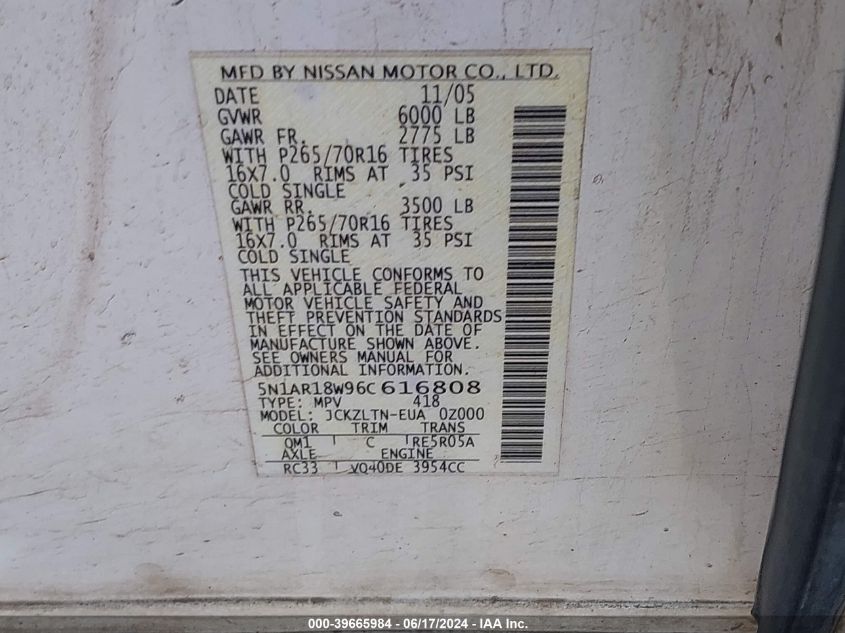 MFD BY NISSAN MOTOR CO., LTD.
DATE 11/05
GVWR 6000 LB
GAWR FR. 2775 LB
WITH P265/70R16 TIRES
16X7.0 RIMS AT 35 PSI
COLD SINGLE
GAWR RR. 3500 LB
WITH P265/70R16 TIRES
16X7.0 RIMS AT 35 PSI
COLD SINGLE
THIS VEHICLE CONFORMS TO
ALL APPLICABLE FEDERAL
MOTOR VEHICLE SAFETY AND
THEFT PREVENTION STANDARDS
IN EFFECT ON THE DATE OF
MANUFACTURE SHOWN ABOVE.
SEE OWNERS MANUAL FOR
ADDITIONAL INFORMATION.
5N1AR18W96C616808
TYPE: MPV 418
MODEL: JCKZLTN-EUA 0Z000
COLOR TRIM TRANS
QM1 C RE5R05A
AXLE ENGINE
RC33 VQ40DE 3954CC
000-39665984 - 06/17/2024 - IAA Inc.